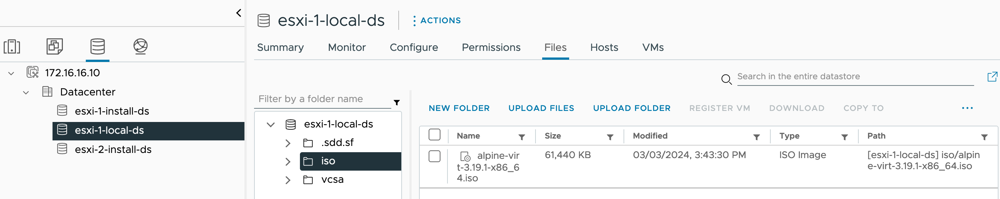 esxi-1-local-ds
ACTIONS
Summary Monitor Configure Permissions Files Hosts VMs
172.16.16.10
Datacenter
esxi-1-install-ds
esxi-1-local-ds
esxi-2-install-ds
Search in the entire datastore
Filter by a folder name
esxi-1-local-ds
.sdd.sf
iso
vcsa
NEW FOLDER UPLOAD FILES UPLOAD FOLDER REGISTER VM DOWNLOAD COPY TO
Name Size Modified Type Path
alpine-vir
t-3.19.1-x86_6
4.iso
61,440 KB
03/03/2024, 3:43:30 PM
ISO Image
[esxi-1-local-ds] iso/alpin
e-virt-3.19.1-x86_64.iso